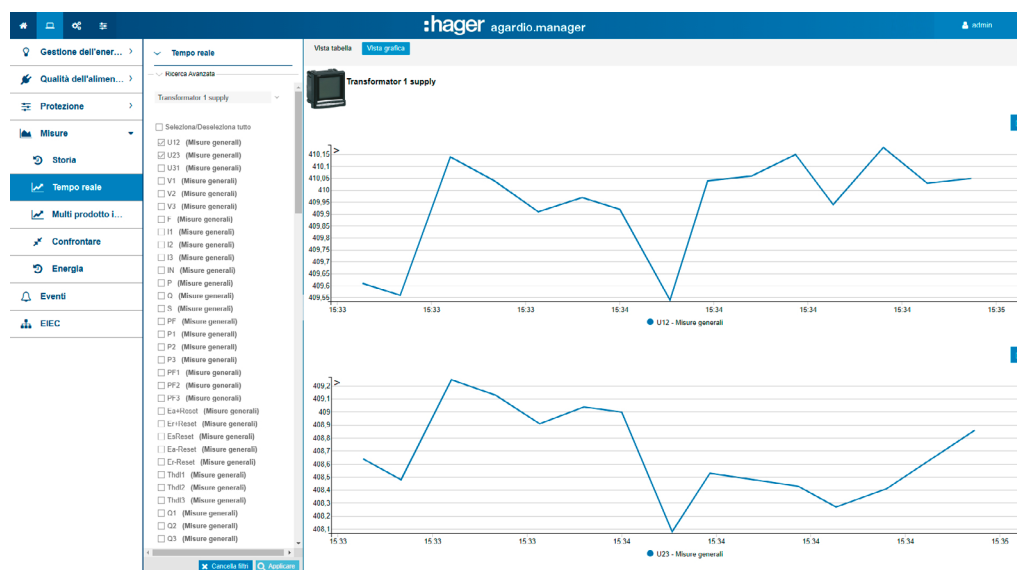 :hager agardio.manager
admin
Gestione dell'ener...
Qualità dell'alimen...
Protezione
Misure
Storia
Tempo reale
Multi prodotto i...
Confrontare
Energia
Eventi
EIEC
Tempo reale
Ricerca Avanzata
Transformator 1 supply
Seleziona/Deseleziona tutto
U12 (Misure generali)
U23 (Misure generali)
U31 (Misure generali)
V1 (Misure generali)
V2 (Misure generali)
V3 (Misure generali)
F (Misure generali)
I1 (Misure generali)
I2 (Misure generali)
I3 (Misure generali)
IN (Misure generali)
P (Misure generali)
Q (Misure generali)
S (Misure generali)
PF (Misure generali)
P1 (Misure generali)
P2 (Misure generali)
P3 (Misure generali)
PF1 (Misure generali)
PF2 (Misure generali)
PF3 (Misure generali)
Ea+Reset (Misure generali)
Er+Reset (Misure generali)
EaReset (Misure generali)
Ea-Reset (Misure generali)
Er-Reset (Misure generali)
ThdI1 (Misure generali)
ThdI2 (Misure generali)
ThdI3 (Misure generali)
Q1 (Misure generali)
Q2 (Misure generali)
Q3 (Misure generali)
Cancella filtri
Applicare
Vista tabella Vista grafica
Transformator 1 supply
V
410,15
410,1
410,05
410
409,95
409,9
409,85
409,8
409,75
409,7
409,65
409,6
409,55
15:33 15:33 15:33 15:34 15:34 15:34 15:34 15:35
U12 - Misure generali
V
409,2
409,1
409
408,9
408,8
408,7
408,6
408,5
408,4
408,3
408,2
408,1
15:33 15:33 15:33 15:34 15:34 15:34 15:34 15:35
U23 - Misure generali